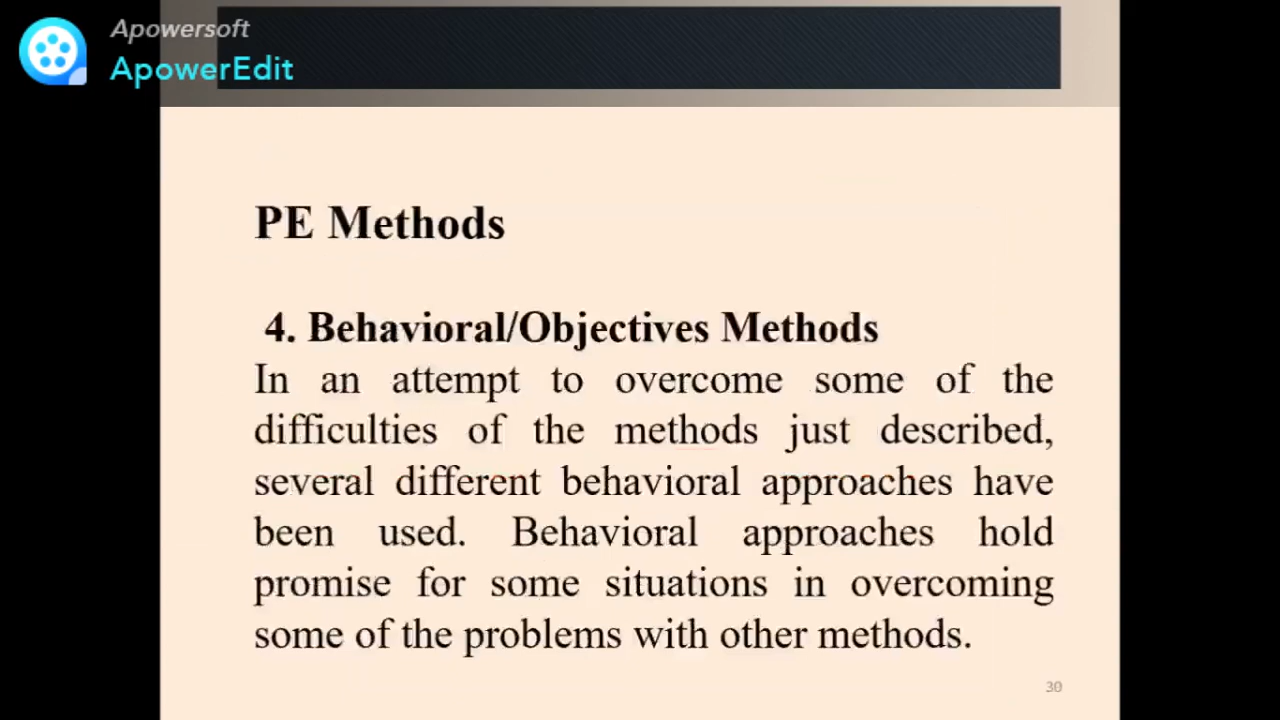 Apowersoft
ApowerEdit
PE Methods
4. Behavioral/Objectives Methods
In an attempt to overcome some of the
difficulties of the methods just described,
several different behavioral approaches have
been used. Behavioral approaches hold
promise for some situations in overcoming
some of the problems with other methods.
30